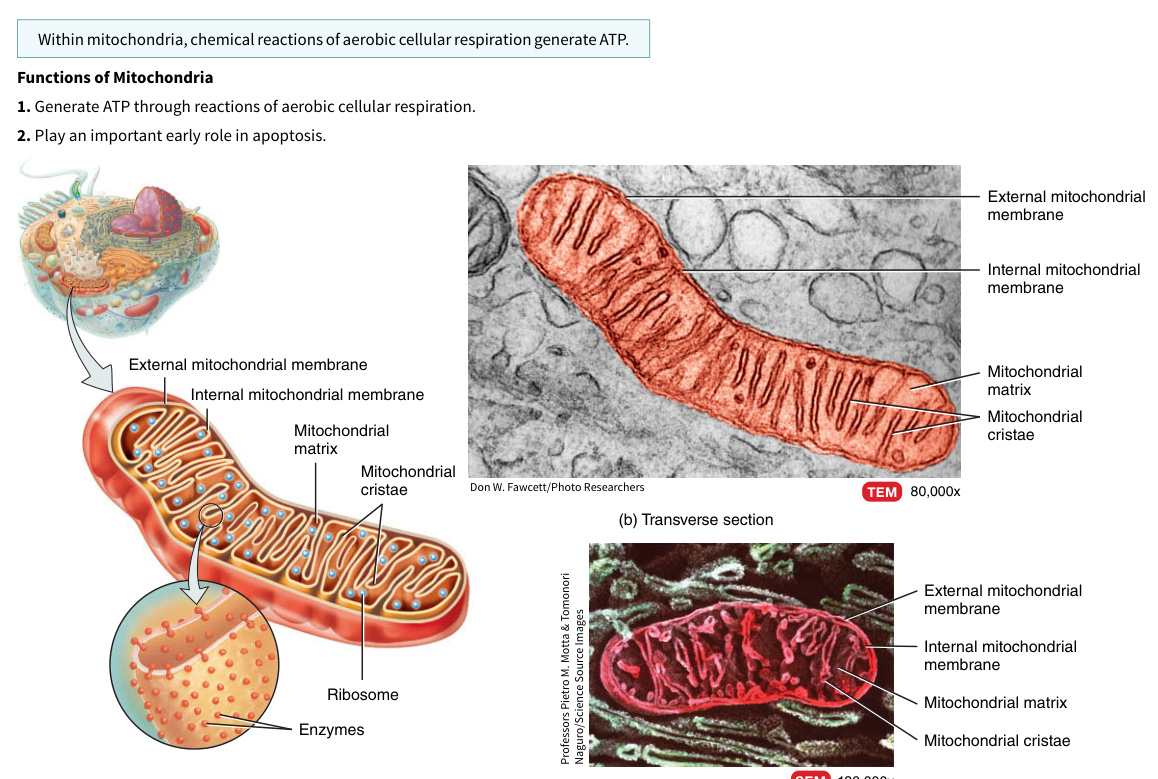 Within mitochondria, chemical reactions of aerobic cellular respiration generate ATP.
Functions of Mitochondria
1. Generate ATP through reactions of aerobic cellular respiration.
2. Play an important early role in apoptosis.
External mitochondrial membrane
Internal mitochondrial membrane
Mitochondrial
matrix
Mitochondrial
cristae
Ribosome
Enzymes
External mitochondrial
membrane
Internal mitochondrial
membrane
Mitochondrial
matrix
Mitochondrial
cristae
Don W. Fawcett/Photo Researchers
TEM 80,000x
(b) Transverse section
Professors Pietro M. Motta & Tomonori
Naguro/Science Source Images
External mitochondrial
membrane
Internal mitochondrial
membrane
Mitochondrial matrix
Mitochondrial cristae